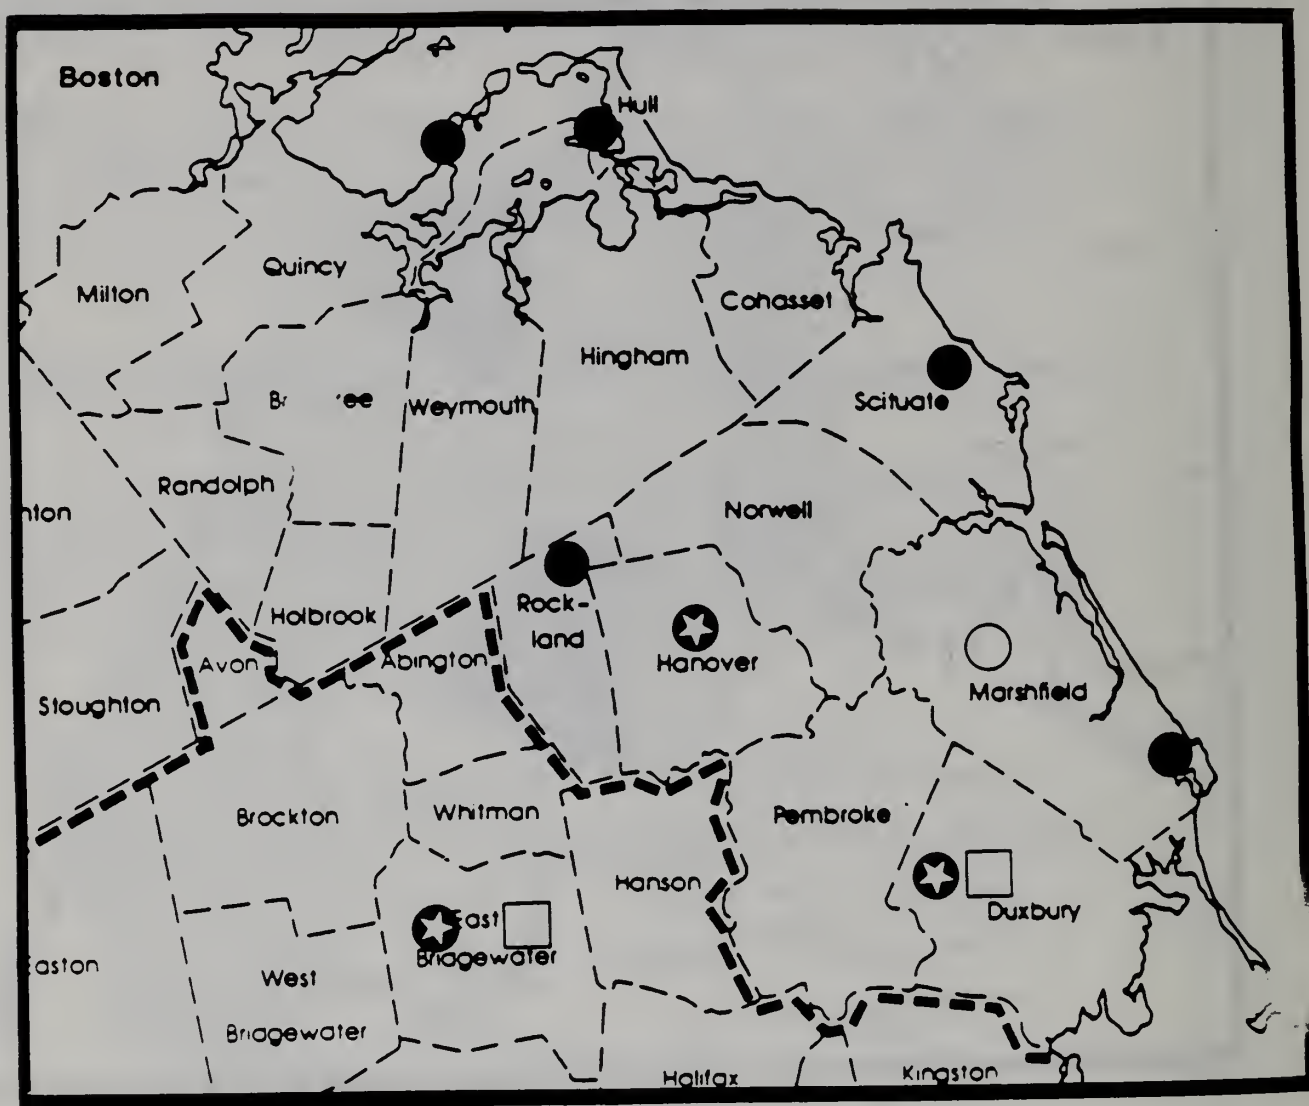 Boston
Hull
Quincy
Milton
Cohasset
Hingham
Weymouth
Scituate
Randolph
Norwell
Holbrook
Rock-
land
Avon
Abington
Hanover
Stoughton
Marshfield
Brockton
Whitman
Pembroke
Hanson
Duxbury
East
Bridgewater
aston
West
Bridgewater
Halifax
Kingston